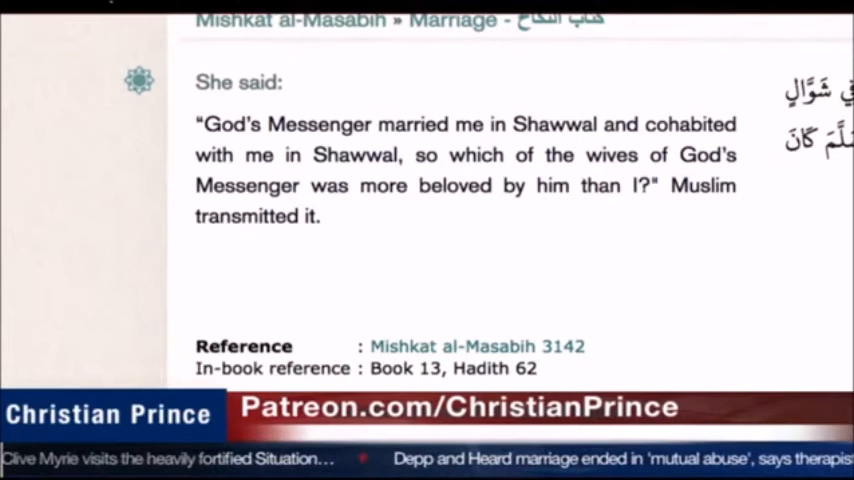 Mishkat al-Masabih » Marriage - كتاب النكاح
She said:
"God's Messenger married me in Shawwal and cohabited
with me in Shawwal, so which of the wives of God's
Messenger was more beloved by him than I?" Muslim
transmitted it.
فِي شَوَّالٍ
كَانَ
Reference : Mishkat al-Masabih 3142
In-book reference : Book 13, Hadith 62
Christian Prince
Patreon.com/ChristianPrince
Clive Myrie visits the heavily fortified Situation... Depp and Heard marriage ended in 'mutual abuse', says therapist